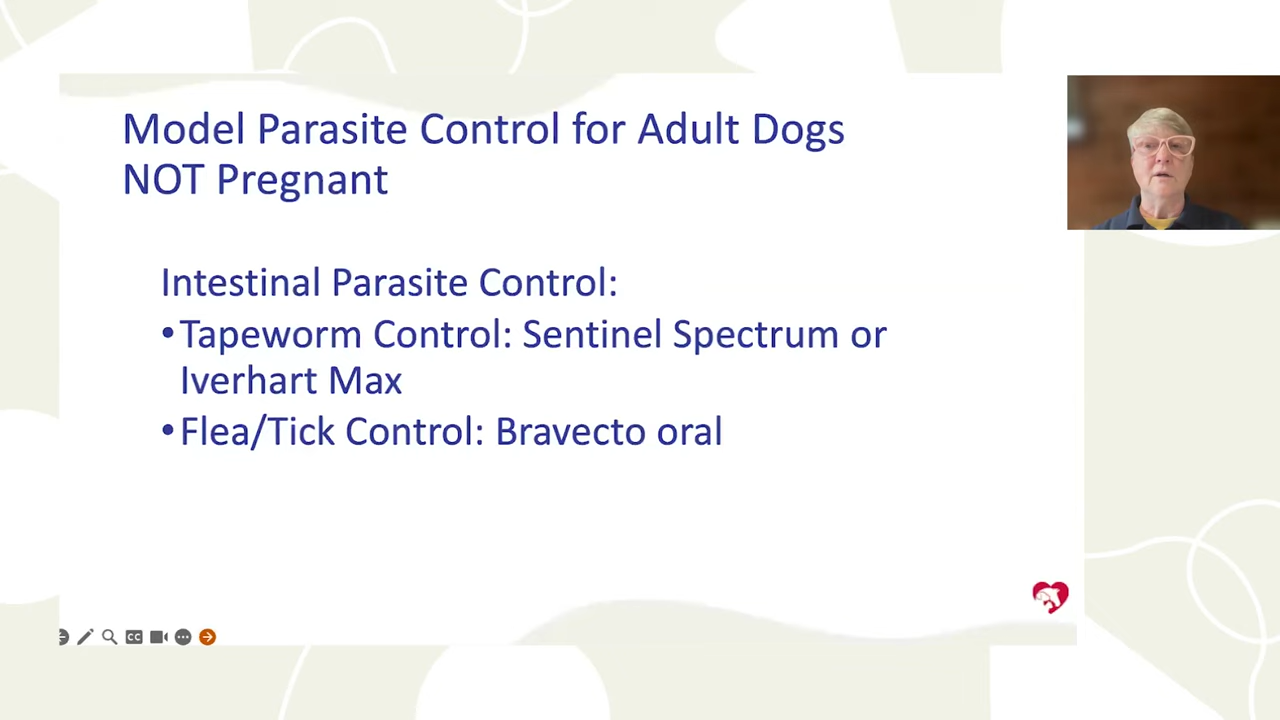 Model Parasite Control for Adult Dogs
NOT Pregnant
Intestinal Parasite Control:
•Tapeworm Control: Sentinel Spectrum or
Iverhart Max
•Flea/Tick Control: Bravecto oral
CC